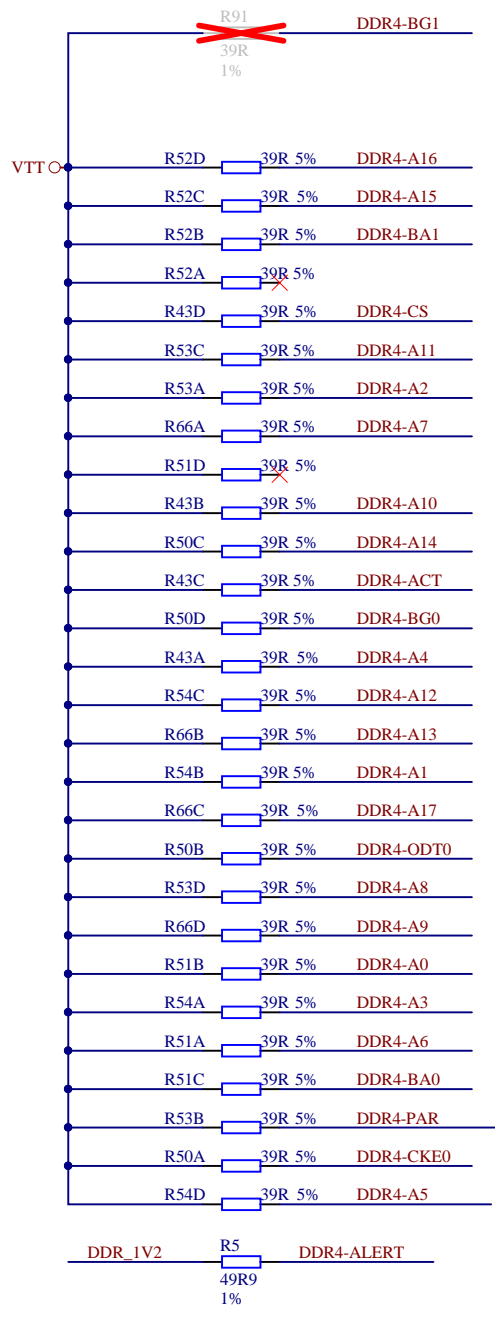 R91 DDR4-BG1
39R
1%
VTT R52D 39R 5% DDR4-A16
R52C 39R 5% DDR4-A15
R52B 39R 5% DDR4-BA1
R52A 39R 5%
R43D 39R 5% DDR4-CS
R53C 39R 5% DDR4-A11
R53A 39R 5% DDR4-A2
R66A 39R 5% DDR4-A7
R51D 39R 5%
R43B 39R 5% DDR4-A10
R50C 39R 5% DDR4-A14
R43C 39R 5% DDR4-ACT
R50D 39R 5% DDR4-BG0
R43A 39R 5% DDR4-A4
R54C 39R 5% DDR4-A12
R66B 39R 5% DDR4-A13
R54B 39R 5% DDR4-A1
R66C 39R 5% DDR4-A17
R50B 39R 5% DDR4-ODT0
R53D 39R 5% DDR4-A8
R66D 39R 5% DDR4-A9
R51B 39R 5% DDR4-A0
R54A 39R 5% DDR4-A3
R51A 39R 5% DDR4-A6
R51C 39R 5% DDR4-BA0
R53B 39R 5% DDR4-PAR
R50A 39R 5% DDR4-CKE0
R54D 39R 5% DDR4-A5
DDR_1V2 R5 DDR4-ALERT
49R9
1%